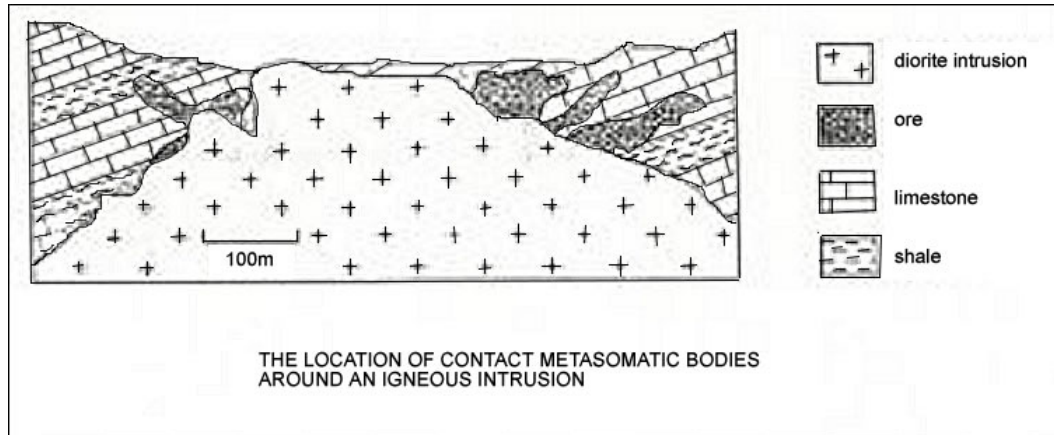 diorite intrusion
ore
limestone
shale
100m
THE LOCATION OF CONTACT METASOMATIC BODIES
AROUND AN IGNEOUS INTRUSION